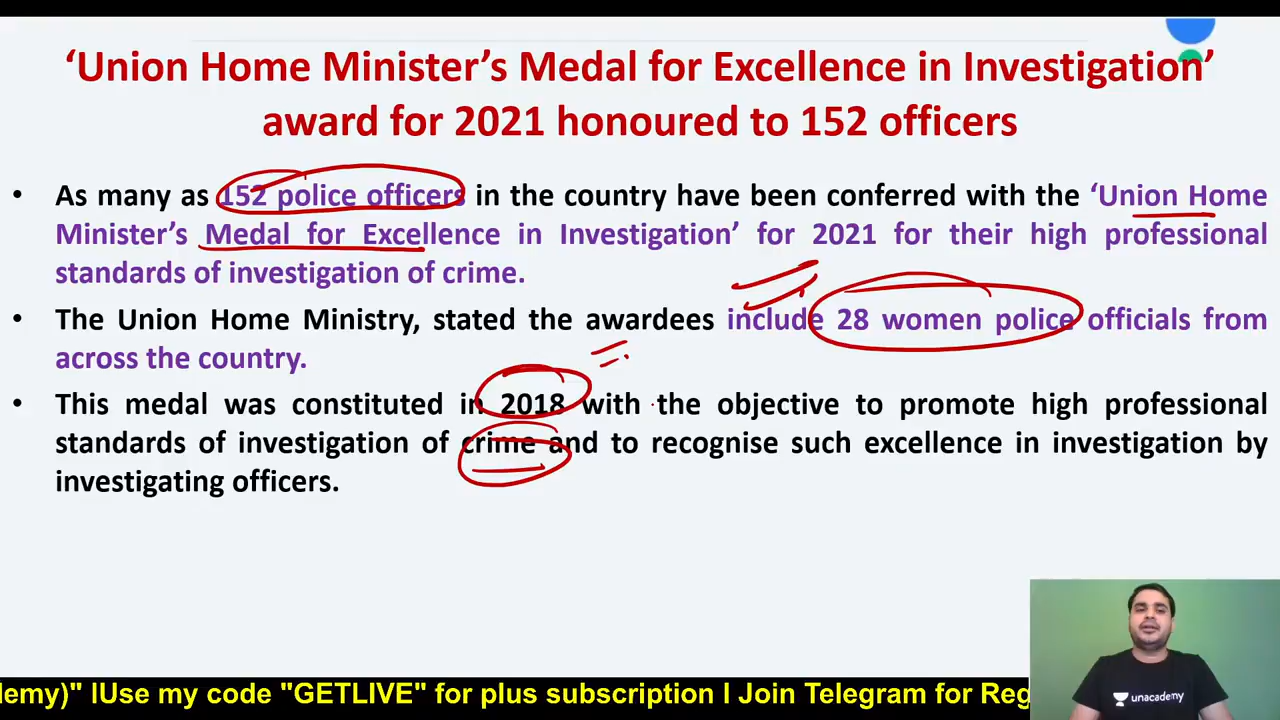 ‘Union Home Minister’s Medal for Excellence in Investigation’
award for 2021 honoured to 152 officers
• As many as 152 police officers in the country have been conferred with the ‘Union Home
Minister’s Medal for Excellence in Investigation’ for 2021 for their high professional
standards of investigation of crime.
• The Union Home Ministry, stated the awardees include 28 women police officials from
across the country.
• This medal was constituted in 2018 with the objective to promote high professional
standards of investigation of crime and to recognise such excellence in investigation by
investigating officers.
unacademy
demy)" IUse my code "GETLIVE" for plus subscription I Join Telegram for Reg